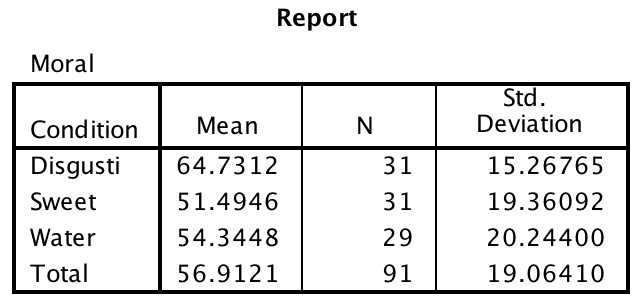 Report
Moral
Condition Mean N Std. Deviation
Disgusti 64.7312 31 15.26765
Sweet 51.4946 31 19.36092
Water 54.3448 29 20.24400
Total 56.9121 91 19.06410